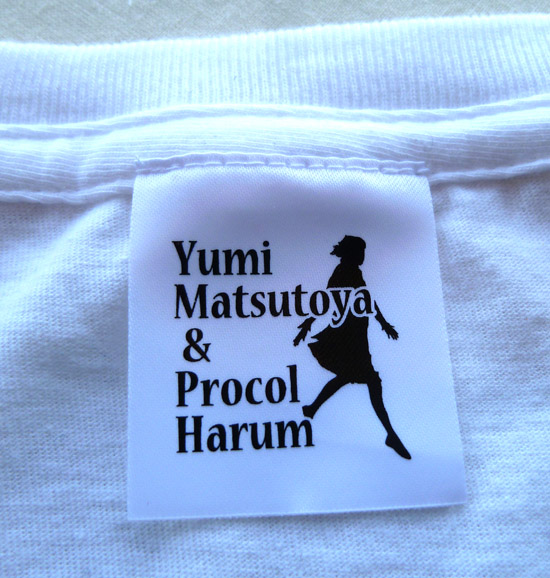 Yumi
Matsutoya
&
Procol
Harum